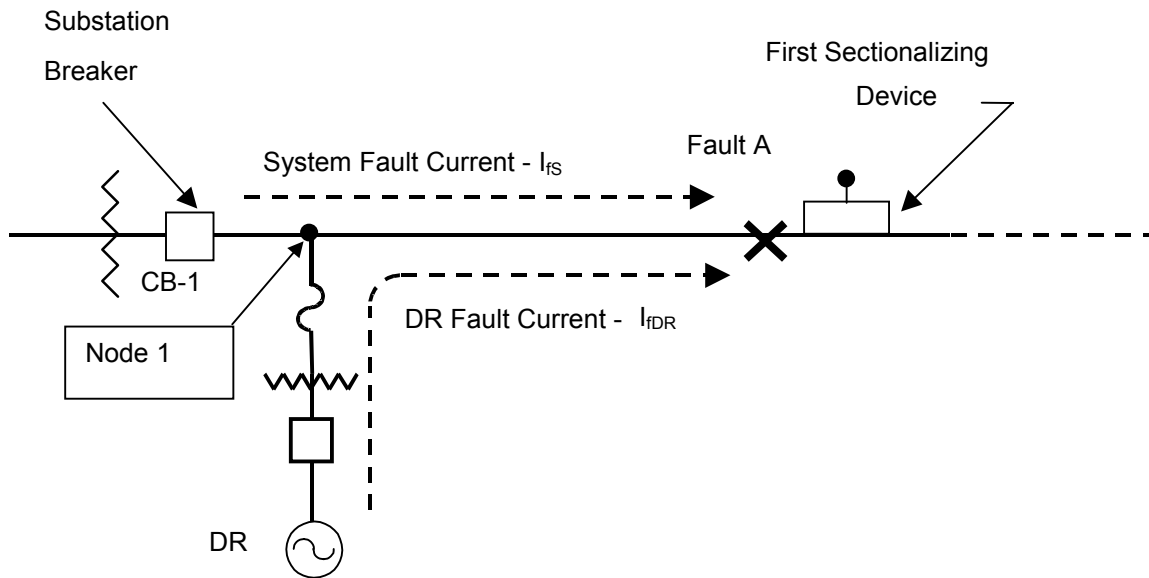 Substation
Breaker
First Sectionalizing
Device
Fault A
System Fault Current - IfS
CB-1
DR Fault Current - IfDR
Node 1
DR